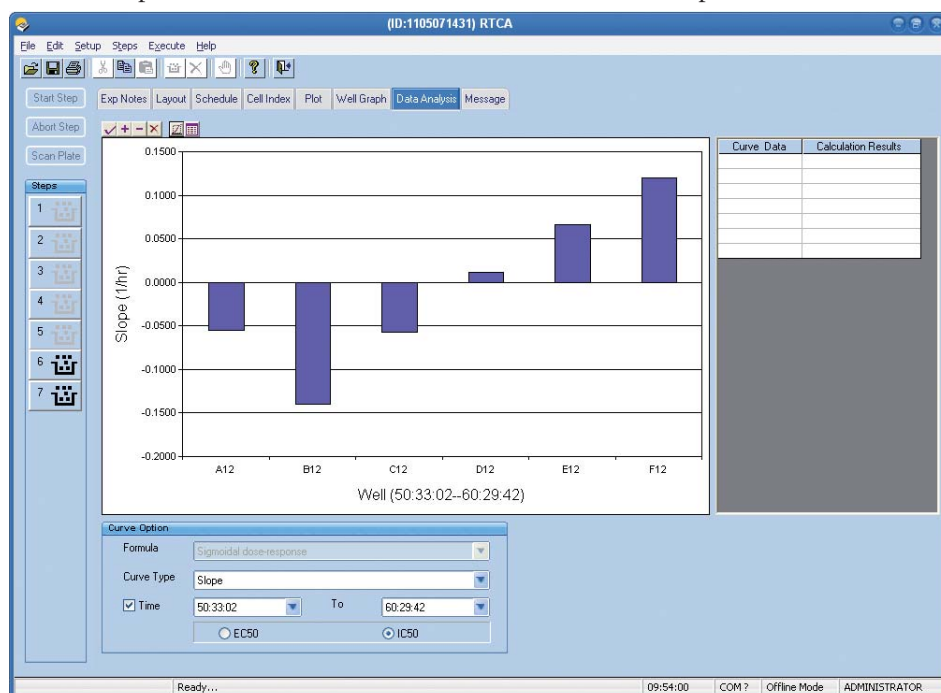 (ID:1105071431) RTCA
File Edit Setup Steps Execute Help
Start Step
Abort Step
Scan Plate
Steps
1
2
3
4
5
6
7
Exp Notes Layout Schedule Cell Index Plot Well Graph Data Analysis Message
Slope (1/hr)
0.1500
0.1000
0.0500
0.0000
-0.0500
-0.1000
-0.1500
-0.2000
A12 B12 C12 D12 E12 F12
Well (50:33:02--60:29:42)
Curve Data Calculation Results
Curve Option
Formula Sigmoidal dose-response
Curve Type Slope
Time 50:33:02 To 60:29:42
EC50 IC50
Ready... 09:54:00 COM ? Offline Mode ADMINISTRATOR